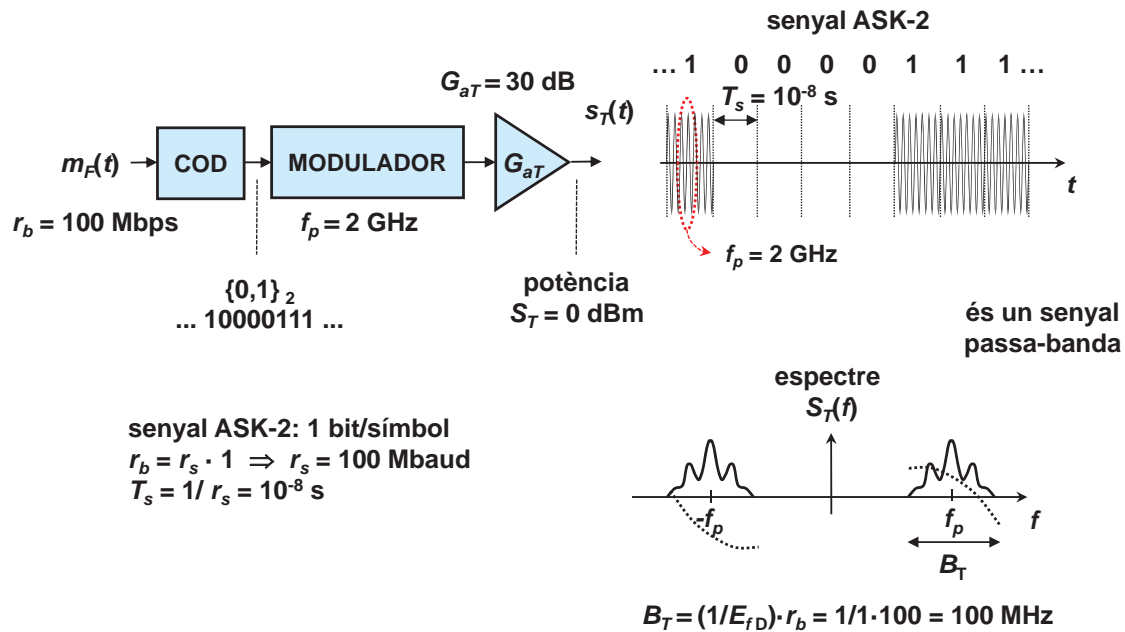 senyal ASK-2
... 1 0 0 0 0 1 1 1 ...
G_aT = 30 dB
T_s = 10^-8 s
s_T(t)
m_F(t)
COD
MODULADOR
G_aT
t
r_b = 100 Mbps
f_p = 2 GHz
f_p = 2 GHz
{0,1}_2
... 10000111 ...
potència
S_T = 0 dBm
és un senyal
passa-banda
espectre
S_T(f)
senyal ASK-2: 1 bit/símbol
r_b = r_s · 1 ⇒ r_s = 100 Mbaud
T_s = 1/ r_s = 10^-8 s
-f_p
f_p
f
B_T
B_T = (1/E_fD)·r_b = 1/1·100 = 100 MHz